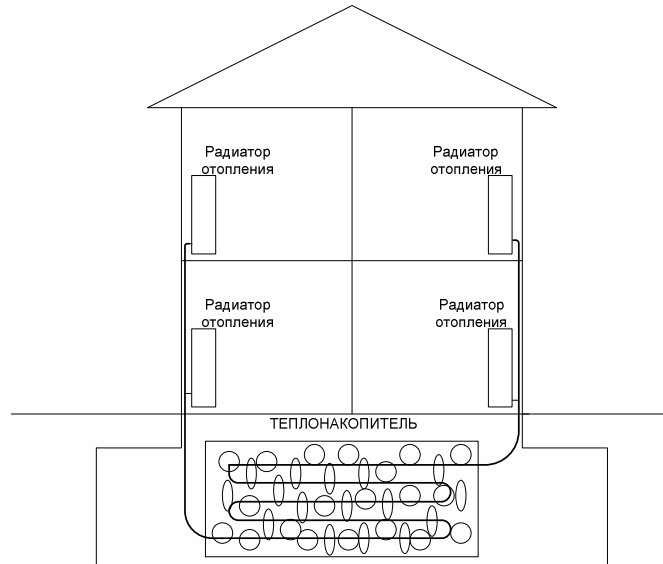 Радиатор
отопления
Радиатор
отопления
Радиатор
отопления
Радиатор
отопления
ТЕПЛОНАКОПИТЕЛЬ